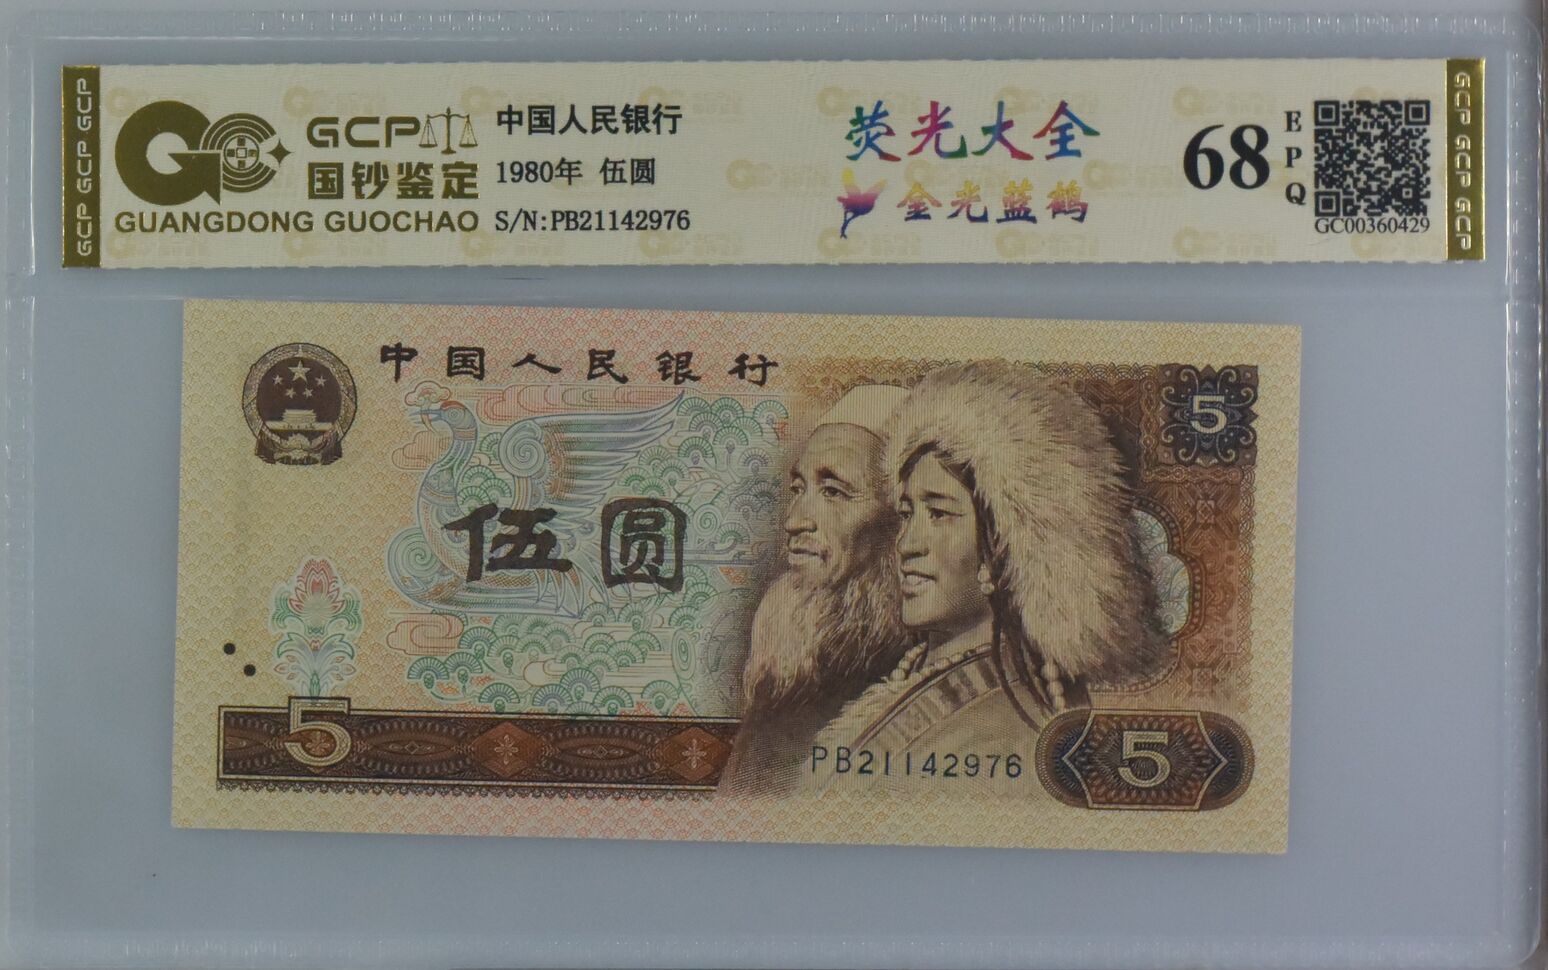 GCP GCP GCP
GCP
国钞鉴定
GUANGDONG GUOCHAO
中国人民银行
1980年 伍圆
S/N:PB21142976
荧光大全
金光蓝鹤
68
EPQ
GC00360429
GCP GCP GCP
中国人民银行
5
伍圆
5
PB21142976
5